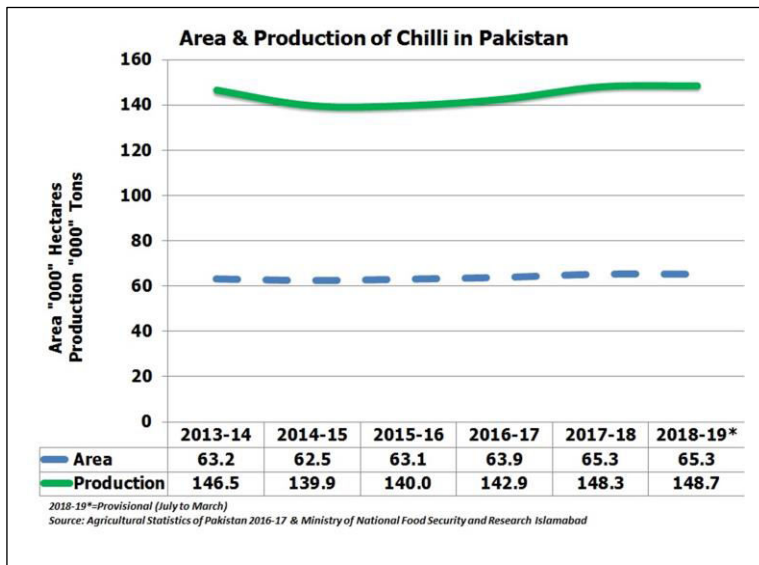 Area & Production of Chilli in Pakistan
Area "000" Hectares
Production "000" Tons
160
140
120
100
80
60
40
20
0
2013-14 2014-15 2015-16 2016-17 2017-18 2018-19*
Area 63.2 62.5 63.1 63.9 65.3 65.3
Production 146.5 139.9 140.0 142.9 148.3 148.7
2018-19*=Provisional (July to March)
Source: Agricultural Statistics of Pakistan 2016-17 & Ministry of National Food Security and Research Islamabad